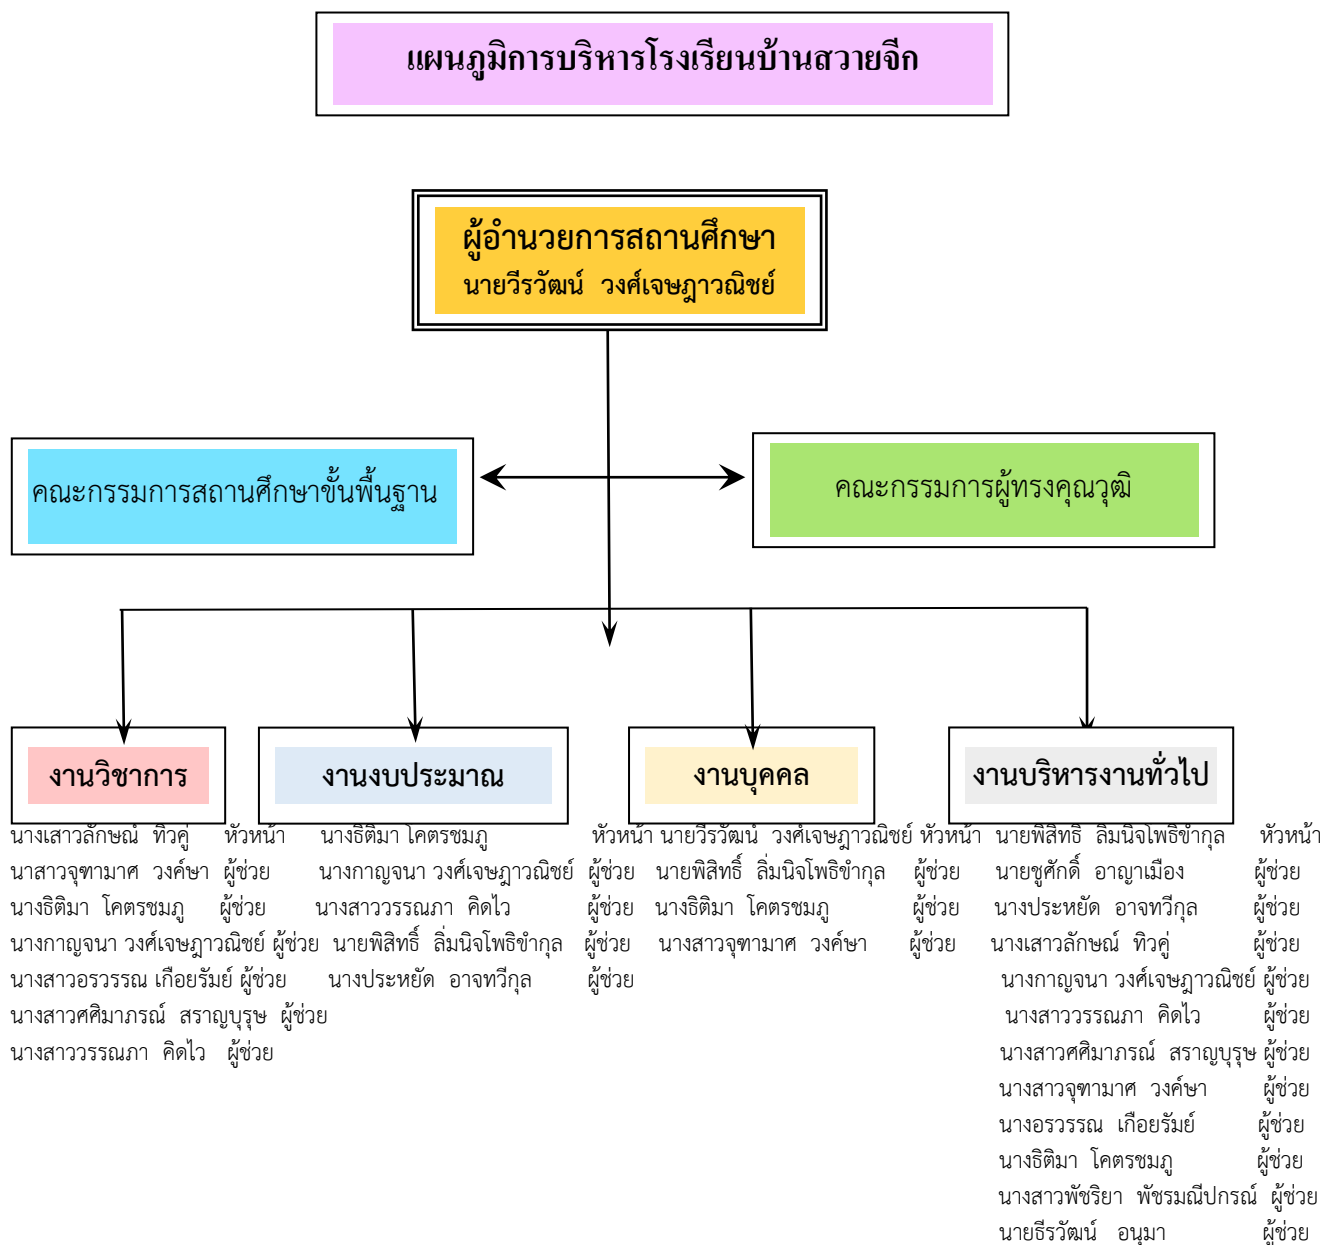 แผนภูมิการบริหารโรงเรียนบ้านสวายจีก
ผู้อำนวยการสถานศึกษา
นายวีรวัฒน์ วงศ์เจษฎาวณิชย์
คณะกรรมการสถานศึกษาขั้นพื้นฐาน
คณะกรรมการผู้ทรงคุณวุฒิ
งานวิชาการ
นางเสาวลักษณ์ ทิวคู่ หัวหน้า
นาสาวจุฑามาศ วงค์ษา ผู้ช่วย
นางธิติมา โคตรชมภู ผู้ช่วย
นางกาญจนา วงศ์เจษฎาวณิชย์ ผู้ช่วย
นางสาวอรวรรณ เกือยรัมย์ ผู้ช่วย
นางสาวศศิมาภรณ์ สราญบุรุษ ผู้ช่วย
นางสาววรรณภา คิดไว ผู้ช่วย
งานงบประมาณ
นางธิติมา โคตรชมภู หัวหน้า
นางกาญจนา วงศ์เจษฎาวณิชย์ ผู้ช่วย
นางสาววรรณภา คิดไว ผู้ช่วย
นายพิสิทธิ์ ลิ่มนิจโพธิขำกุล ผู้ช่วย
นางประหยัด อาจทวีกุล ผู้ช่วย
งานบุคคล
นายวีรวัฒน์ วงศ์เจษฎาวณิชย์ หัวหน้า
นายพิสิทธิ์ ลิ่มนิจโพธิขำกุล ผู้ช่วย
นางธิติมา โคตรชมภู ผู้ช่วย
นางสาวจุฑามาศ วงค์ษา ผู้ช่วย
งานบริหารงานทั่วไป
นายพิสิทธิ์ ลิ่มนิจโพธิขำกุล หัวหน้า
นายชูศักดิ์ อาญาเมือง ผู้ช่วย
นางประหยัด อาจทวีกุล ผู้ช่วย
นางเสาวลักษณ์ ทิวคู่ ผู้ช่วย
นางกาญจนา วงศ์เจษฎาวณิชย์ ผู้ช่วย
นางสาววรรณภา คิดไว ผู้ช่วย
นางสาวศศิมาภรณ์ สราญบุรุษ ผู้ช่วย
นางสาวจุฑามาศ วงค์ษา ผู้ช่วย
นางอรวรรณ เกือยรัมย์ ผู้ช่วย
นางธิติมา โคตรชมภู ผู้ช่วย
นางสาวพัชริยา พัชรมณีปกรณ์ ผู้ช่วย
นายธีรวัฒน์ อนุมา ผู้ช่วย